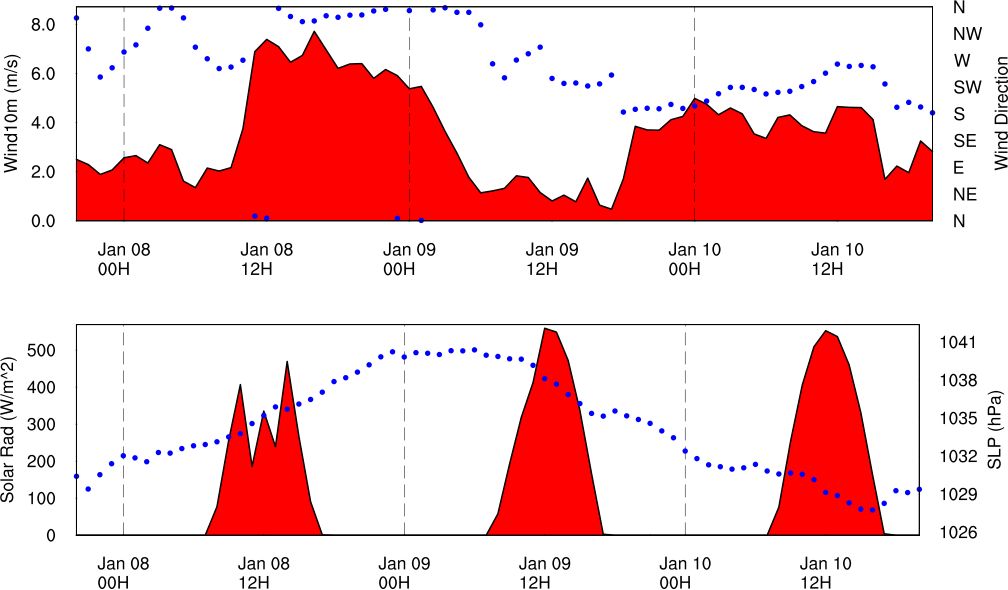 8.0
6.0
4.0
2.0
0.0
Wind10m (m/s)
N
NW
W
SW
S
SE
E
NE
N
Wind Direction
Jan 08 Jan 08 Jan 09 Jan 09 Jan 10 Jan 10
00H 12H 00H 12H 00H 12H
500
400
300
200
100
0
Solar Rad (W/m^2)
1041
1038
1035
1032
1029
1026
SLP (hPa)
Jan 08 Jan 08 Jan 09 Jan 09 Jan 10 Jan 10
00H 12H 00H 12H 00H 12H